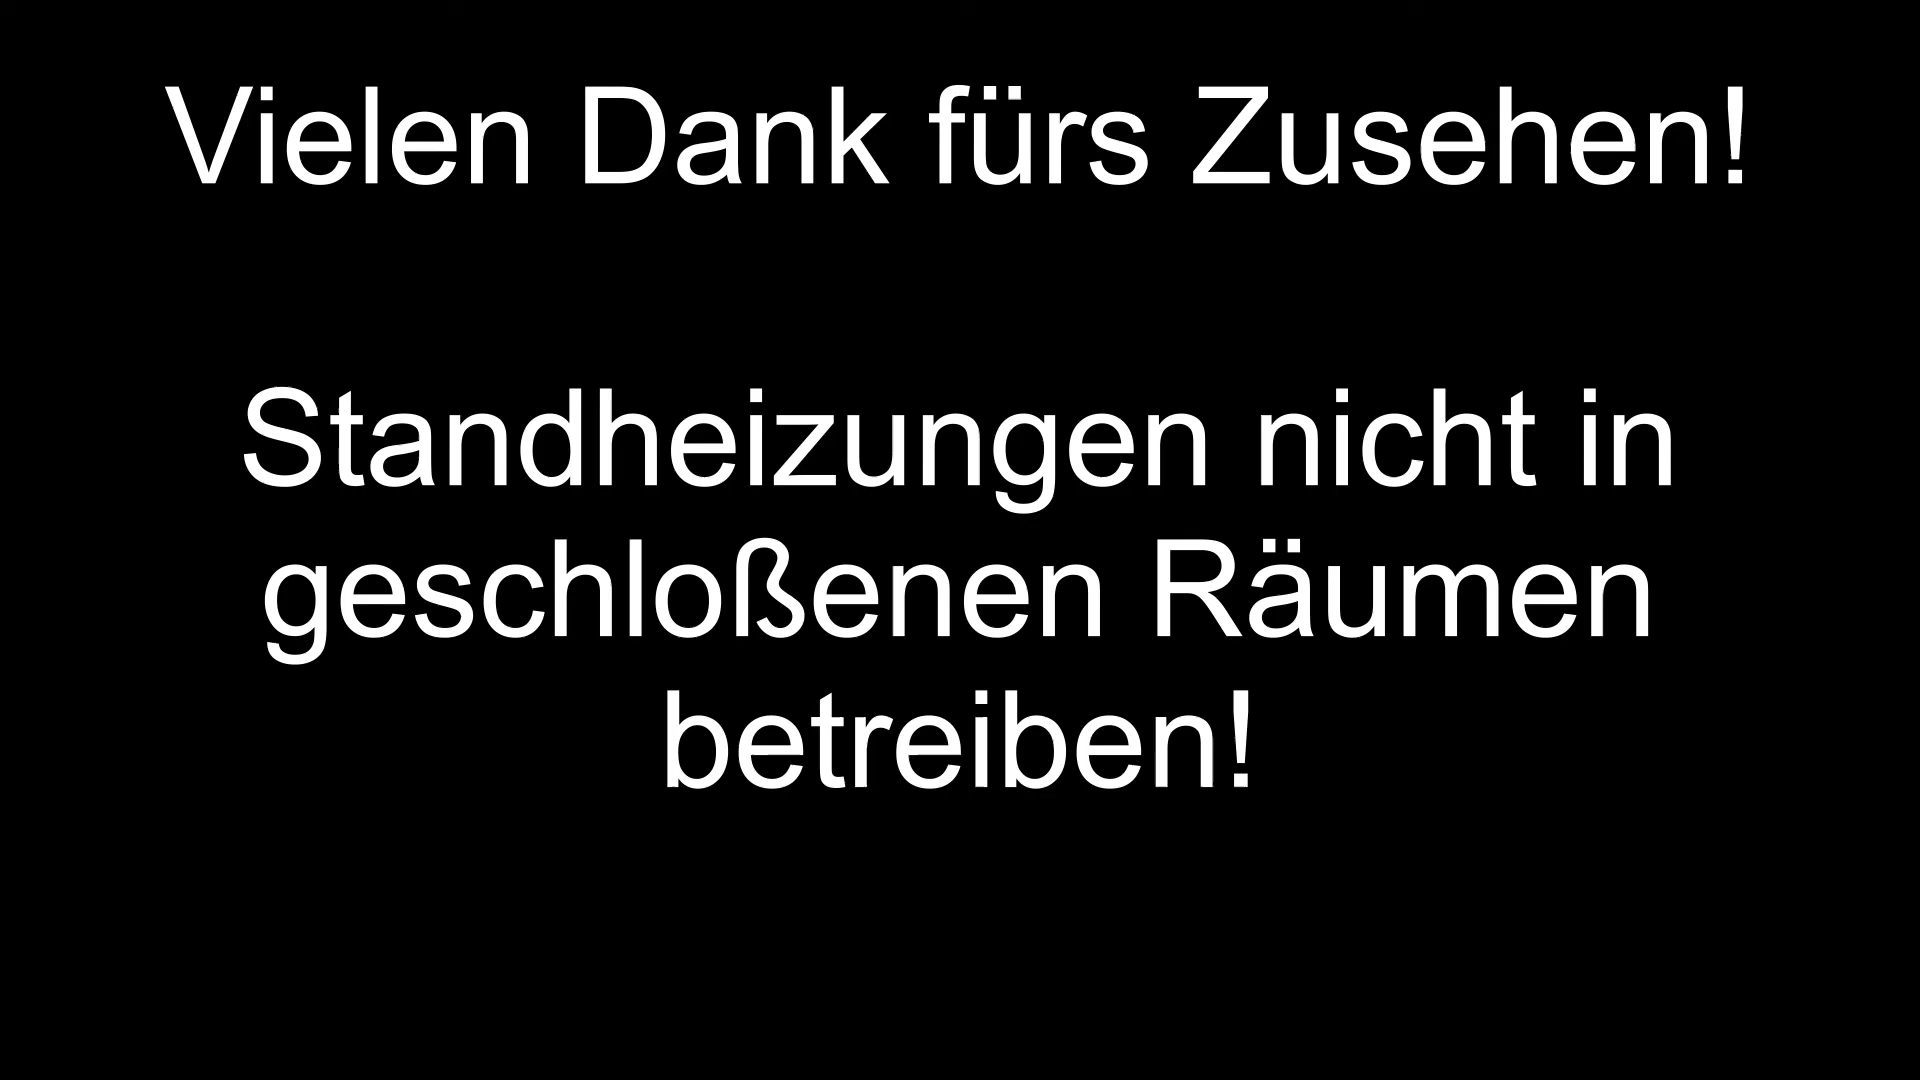 Vielen Dank fürs Zusehen!
Standheizungen nicht in
geschloßenen Räumen
betreiben!